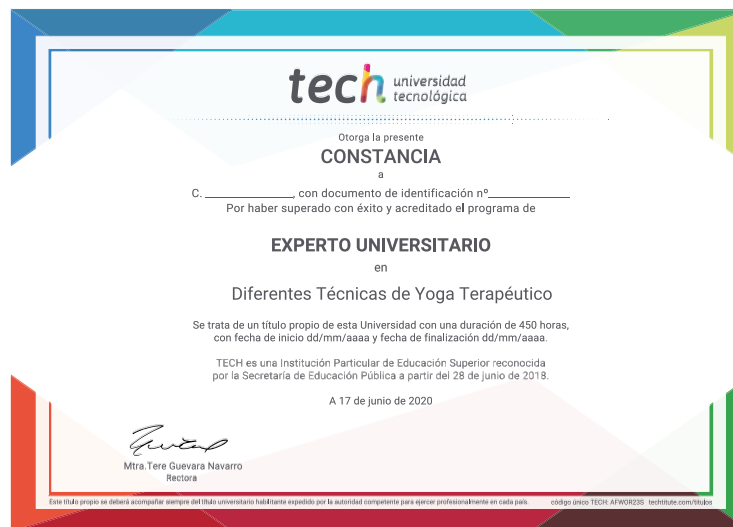 tech universidad
tecnológica
Otorga la presente
CONSTANCIA
a
C. ________________, con documento de identificación nº______________
Por haber superado con éxito y acreditado el programa de
EXPERTO UNIVERSITARIO
en
Diferentes Técnicas de Yoga Terapéutico
Se trata de un título propio de esta Universidad con una duración de 450 horas,
con fecha de inicio dd/mm/aaaa y fecha de finalización dd/mm/aaaa.
TECH es una Institución Particular de Educación Superior reconocida
por la Secretaría de Educación Pública a partir del 28 de junio de 2018.
A 17 de junio de 2020
Mtra.Tere Guevara Navarro
Rectora
Este título propio se deberá acompañar siempre del título universitario habilitante expedido por la autoridad competente para ejercer profesionalmente en cada país. código único TECH: AFWOR23S techtitute.com/titulos